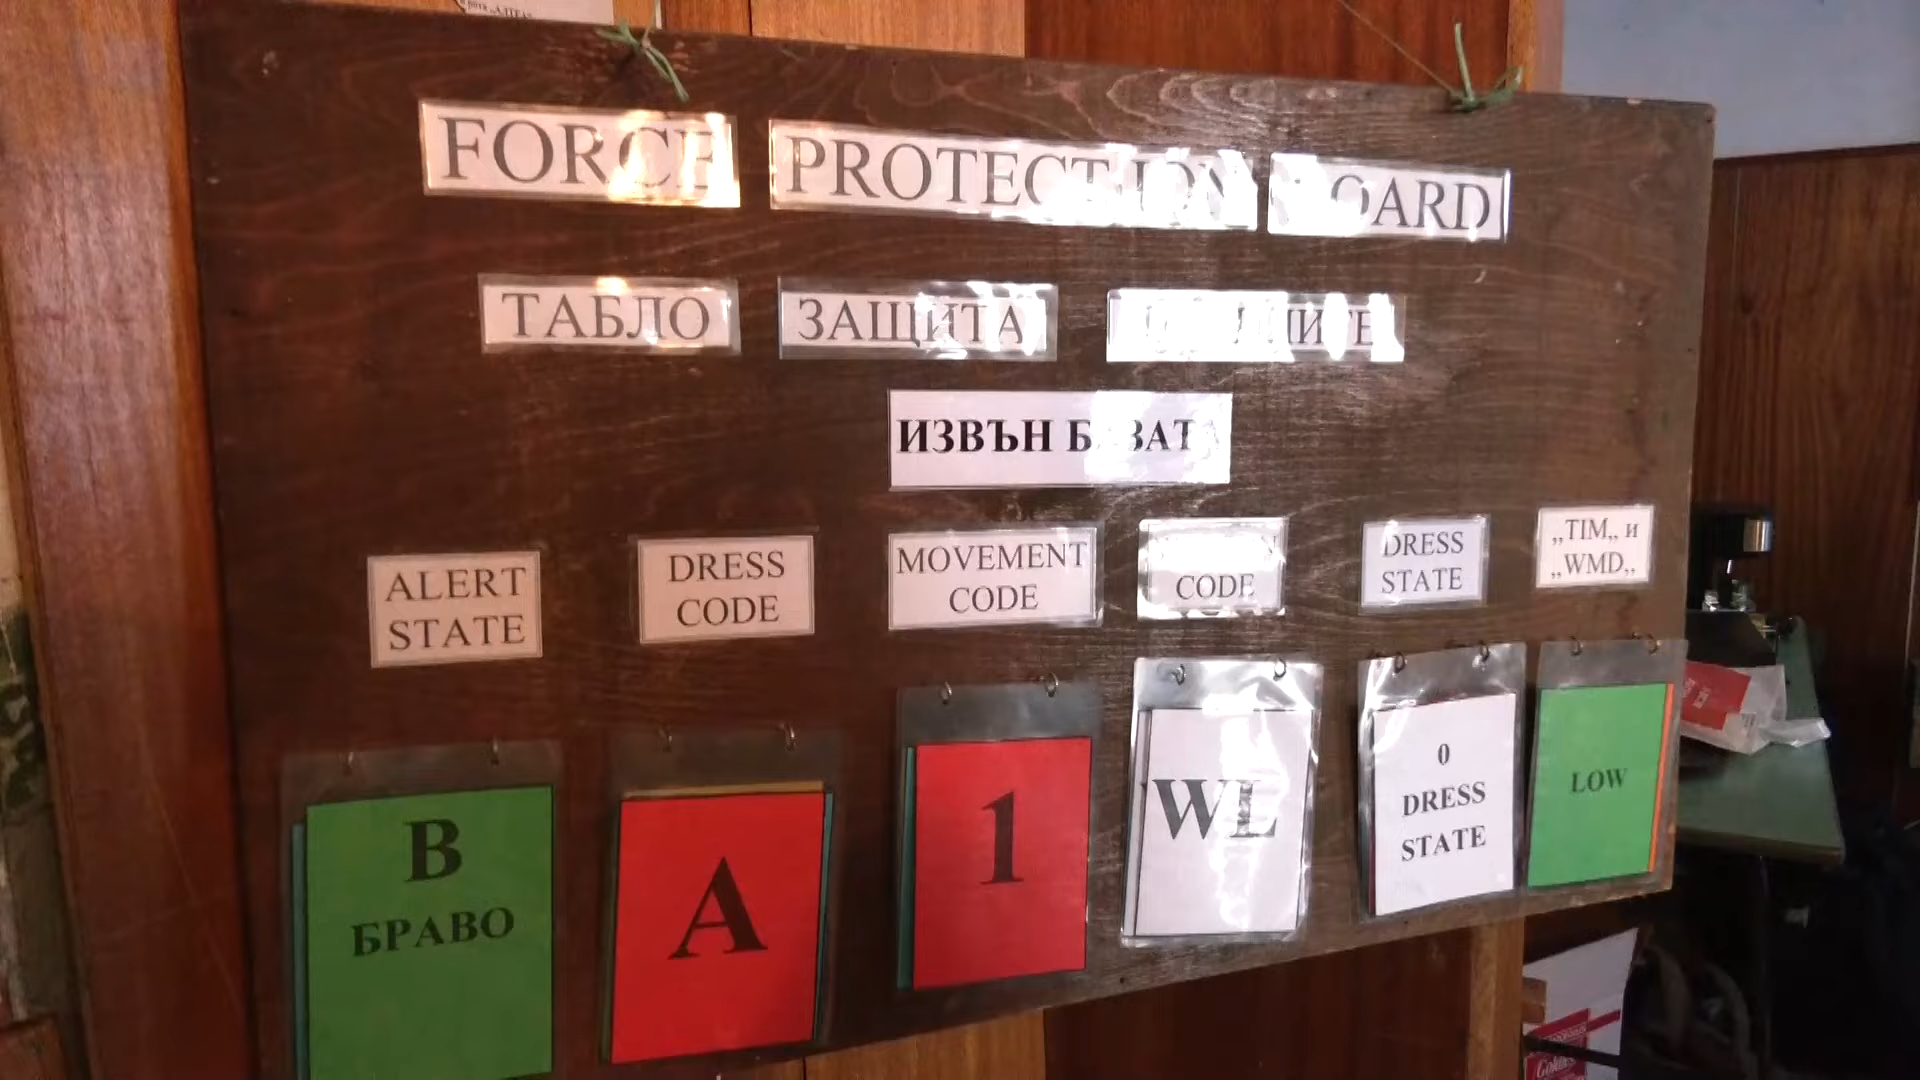 FORCE PROTECTION BOARD
ТАБЛО ЗАЩИТА
ИЗВЪН БАЗАТА
ALERT
STATE
DRESS
CODE
MOVEMENT
CODE
CODE
DRESS
STATE
„TIM„ и
„WMD„
В
БРАВО
A
1
WL
0
DRESS
STATE
LOW